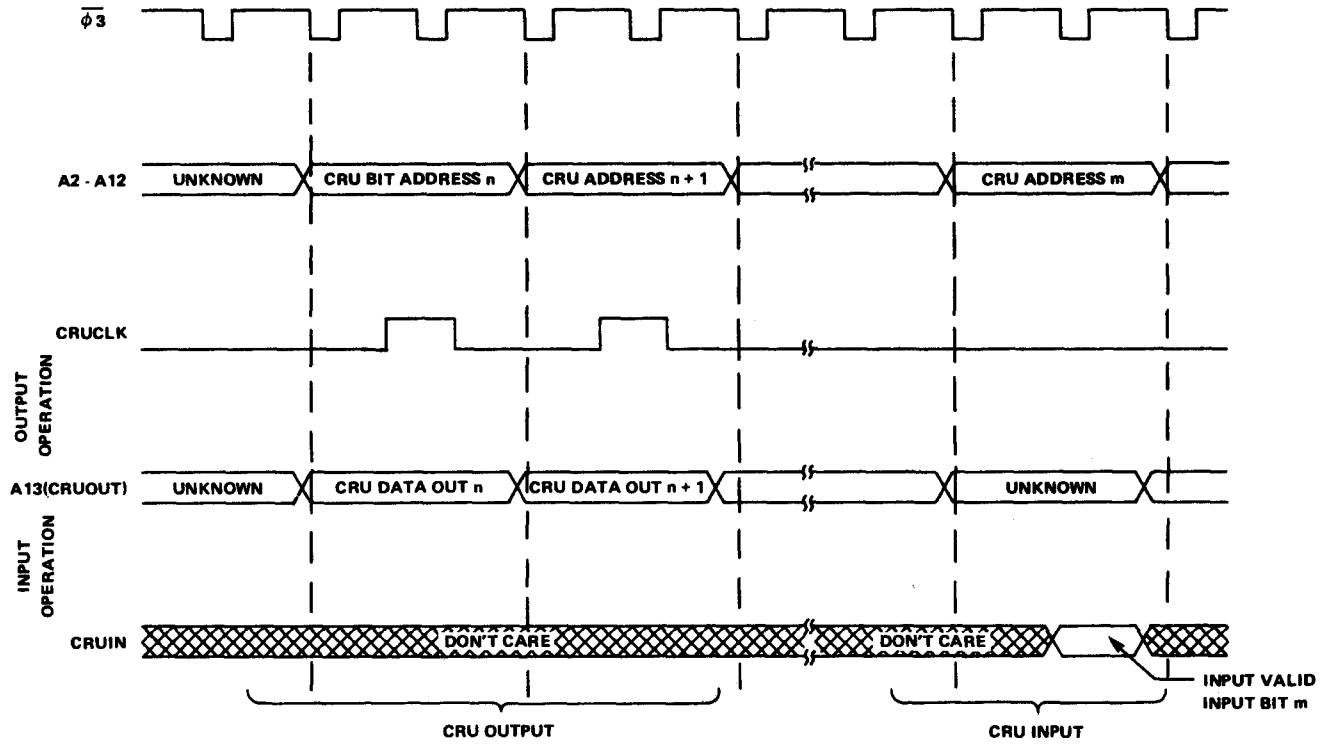 ϕ3
A2 - A12 UNKNOWN CRU BIT ADDRESS n CRU ADDRESS n + 1 CRU ADDRESS m
CRUCLK
OUTPUT
OPERATION
A13(CRUOUT) UNKNOWN CRU DATA OUT n CRU DATA OUT n + 1 UNKNOWN
INPUT
OPERATION
CRUIN DON'T CARE DON'T CARE
INPUT VALID
INPUT BIT m
CRU OUTPUT CRU INPUT